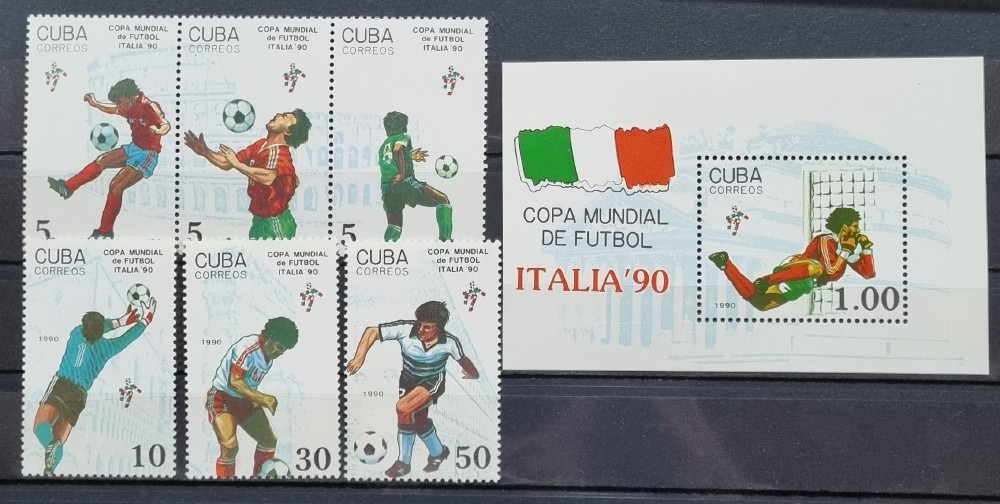 CUBA
CORREOS
COPA MUNDIAL
de FUTBOL
ITALIA '90
5
CUBA
CORREOS
COPA MUNDIAL
de FUTBOL
ITALIA '90
5
CUBA
CORREOS
COPA MUNDIAL
de FUTBOL
ITALIA '90
8
5
CUBA
CORREOS
COPA MUNDIAL
de FUTBOL
ITALIA '90
1990
10
CUBA
CORREOS
COPA MUNDIAL
de FUTBOL
ITALIA '90
1990
30
CUBA
CORREOS
COPA MUNDIAL
de FUTBOL
ITALIA '90
1990
50
COPA MUNDIAL
DE FUTBOL
ITALIA '90
CUBA
CORREOS
1990
1.00